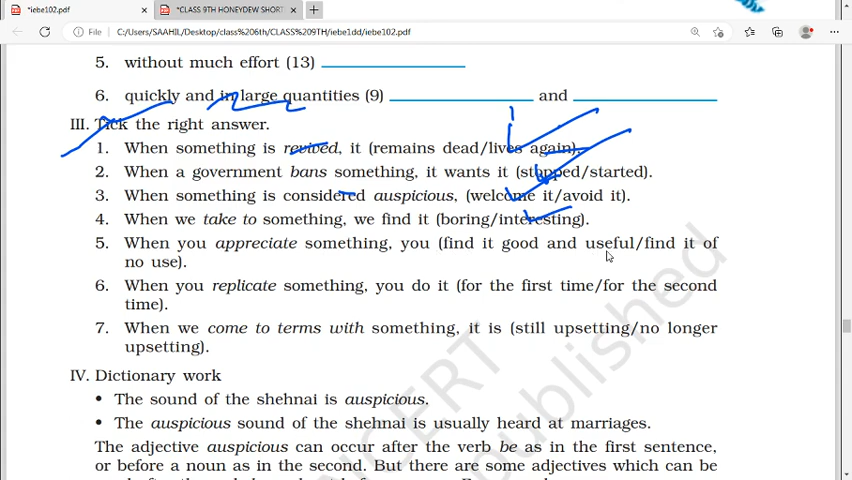 *iebe102.pdf
*CLASS 9TH HONEYDEW SHORT
File | C:/Users/SAAHIL/Desktop/class%206th/CLASS%209TH/iebe1dd/iebe102.pdf
5. without much effort (13)
6. quickly and in large quantities (9) and
III. Tick the right answer.
1. When something is revived, it (remains dead/lives again).
2. When a government bans something, it wants it (stopped/started).
3. When something is considered auspicious, (welcome it/avoid it).
4. When we take to something, we find it (boring/interesting).
5. When you appreciate something, you (find it good and useful/find it of
no use).
6. When you replicate something, you do it (for the first time/for the second
time).
7. When we come to terms with something, it is (still upsetting/no longer
upsetting).
IV. Dictionary work
• The sound of the shehnai is auspicious.
• The auspicious sound of the shehnai is usually heard at marriages.
The adjective auspicious can occur after the verb be as in the first sentence,
or before a noun as in the second. But there are some adjectives which can be
NCERT
published